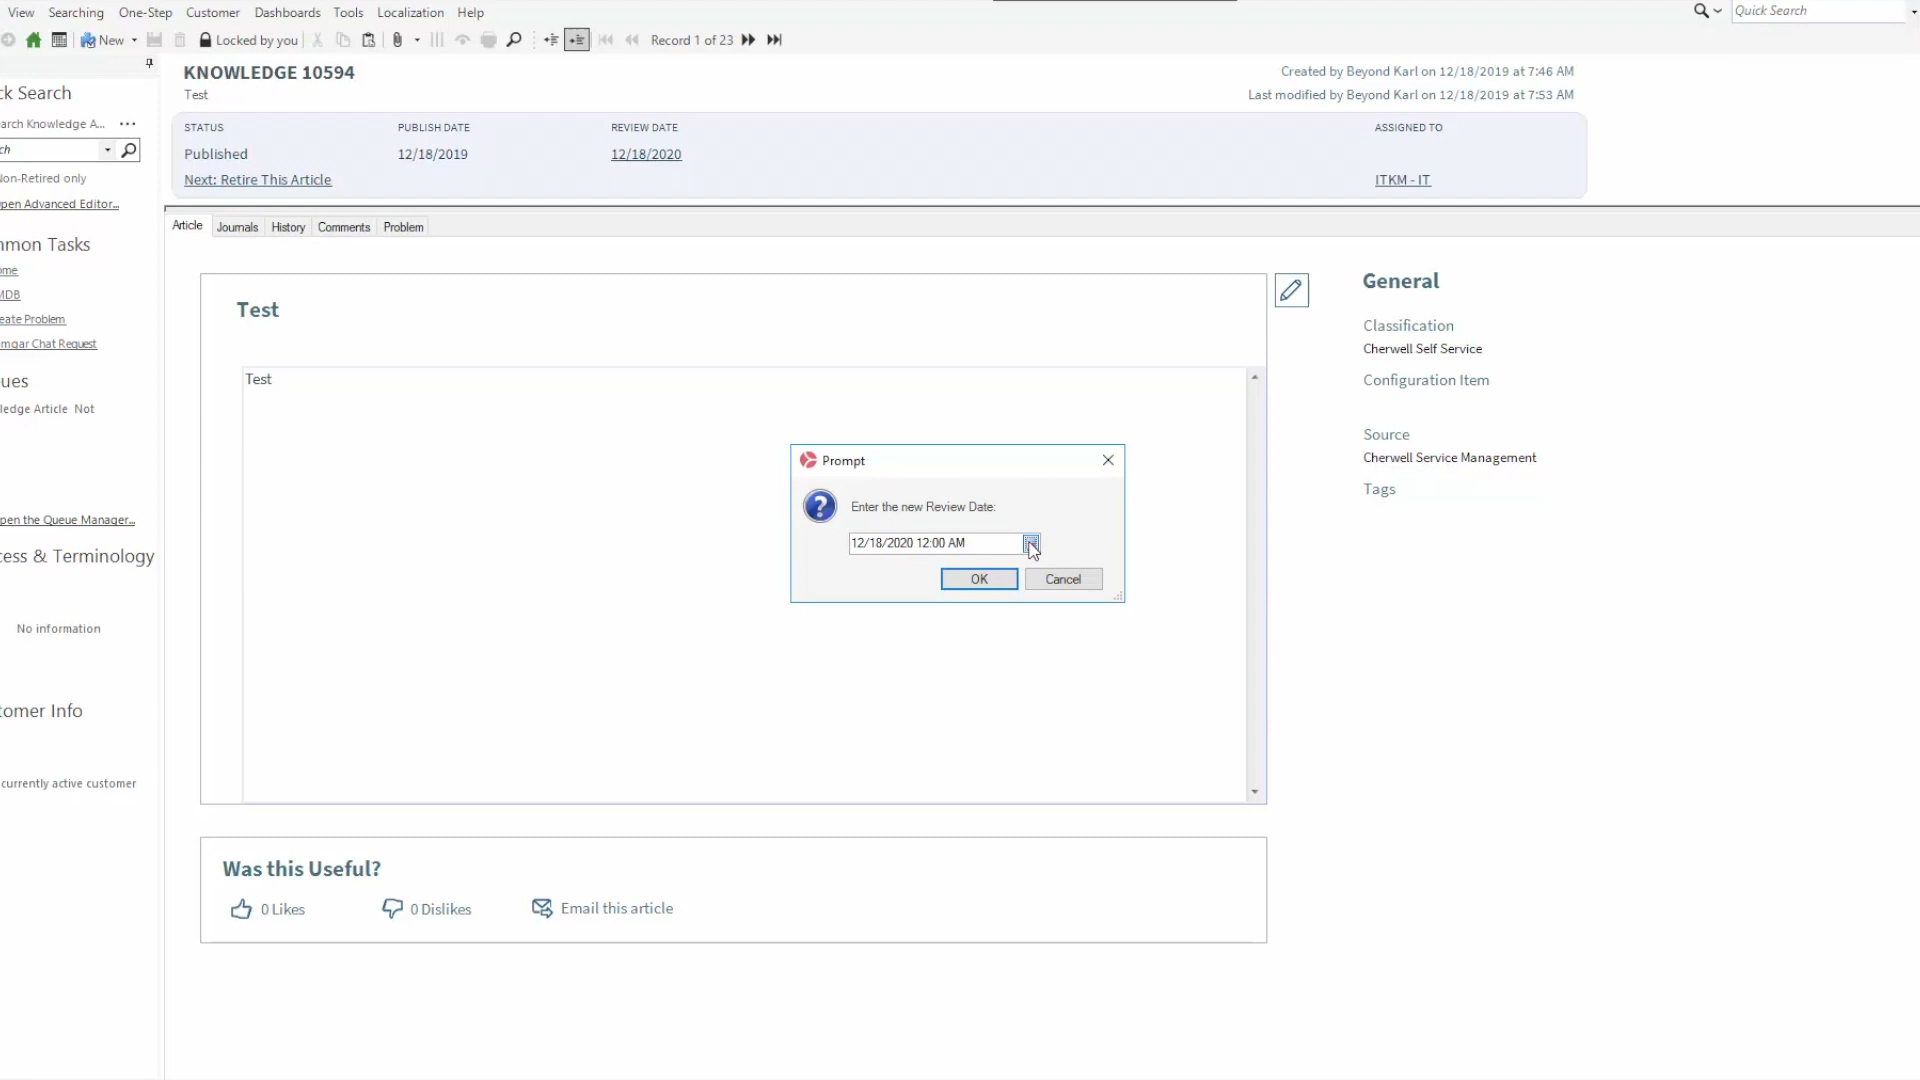 View Searching One-Step Customer Dashboards Tools Localization Help
Quick Search
New Locked by you Record 1 of 23
ck Search
arch Knowledge A... ...
ch
Non-Retired only
pen Advanced Editor...
mmon Tasks
ome
MDB
eate Problem
omgar Chat Request
ues
ledge Article Not
pen the Queue Manager...
cess & Terminology
No information
tomer Info
currently active customer
KNOWLEDGE 10594
Test
Created by Beyond Karl on 12/18/2019 at 7:46 AM
Last modified by Beyond Karl on 12/18/2019 at 7:53 AM
STATUS PUBLISH DATE REVIEW DATE ASSIGNED TO
Published 12/18/2019 12/18/2020
Next: Retire This Article ITKM - IT
Article Journals History Comments Problem
Test
Test
Prompt
Enter the new Review Date:
12/18/2020 12:00 AM
OK Cancel
General
Classification
Cherwell Self Service
Configuration Item
Source
Cherwell Service Management
Tags
Was this Useful?
0 Likes 0 Dislikes Email this article